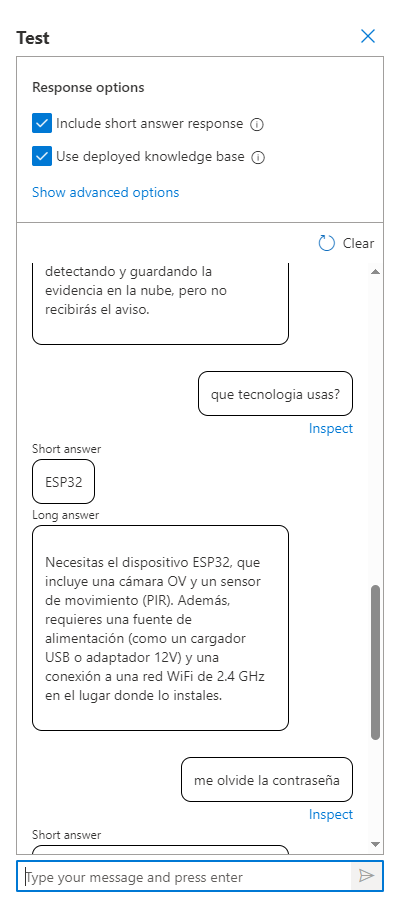 Test
Response options
Include short answer response
Use deployed knowledge base
Show advanced options
Clear
detectando y guardando la
evidencia en la nube, pero no
recibirás el aviso.
que tecnologia usas?
Inspect
Short answer
ESP32
Long answer
Necesitas el dispositivo ESP32, que
incluye una cámara OV y un sensor
de movimiento (PIR). Además,
requieres una fuente de
alimentación (como un cargador
USB o adaptador 12V) y una
conexión a una red WiFi de 2.4 GHz
en el lugar donde lo instales.
me olvide la contraseña
Inspect
Short answer
Type your message and press enter